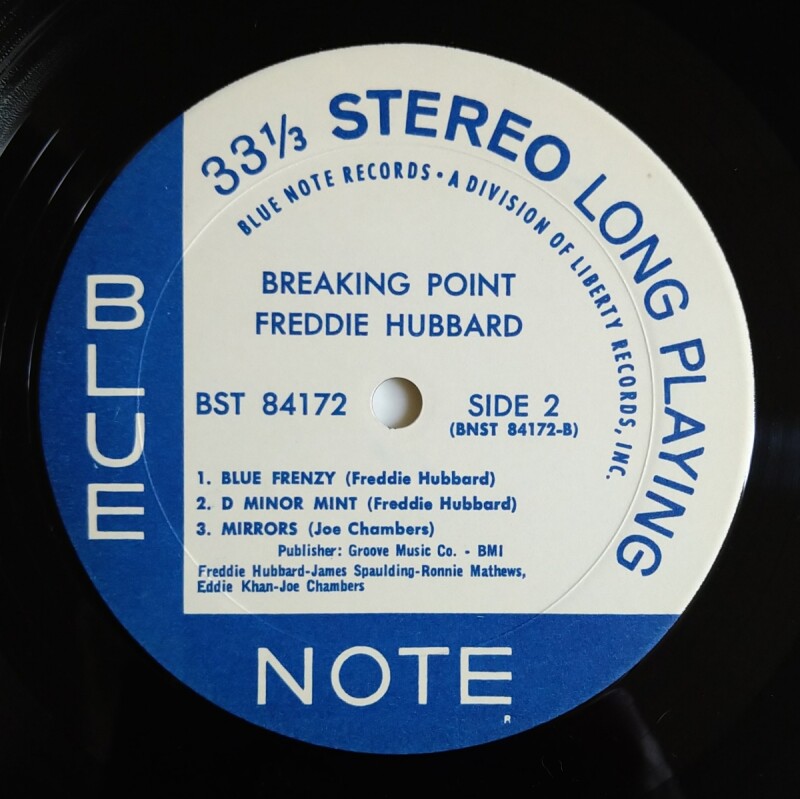 33⅓ STEREO LONG PLAYING
BLUE NOTE RECORDS • A DIVISION OF LIBERTY RECORDS, INC.
BREAKING POINT
FREDDIE HUBBARD
BST 84172
SIDE 2
(BNST 84172-B)
1. BLUE FRENZY (Freddie Hubbard)
2. D MINOR MINT (Freddie Hubbard)
3. MIRRORS (Joe Chambers)
Publisher: Groove Music Co. - BMI
Freddie Hubbard-James Spaulding-Ronnie Mathews,
Eddie Khan-Joe Chambers
BLUE
NOTE
R